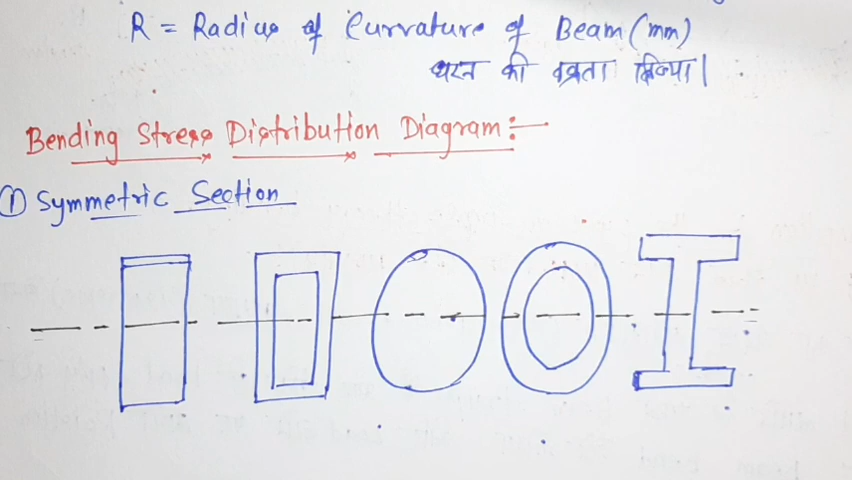 R = Radius of Curvature of Beam (mm)
धरन की वक्रता त्रिज्या|
Bending Stress Distribution Diagram:-
① Symmetric Section